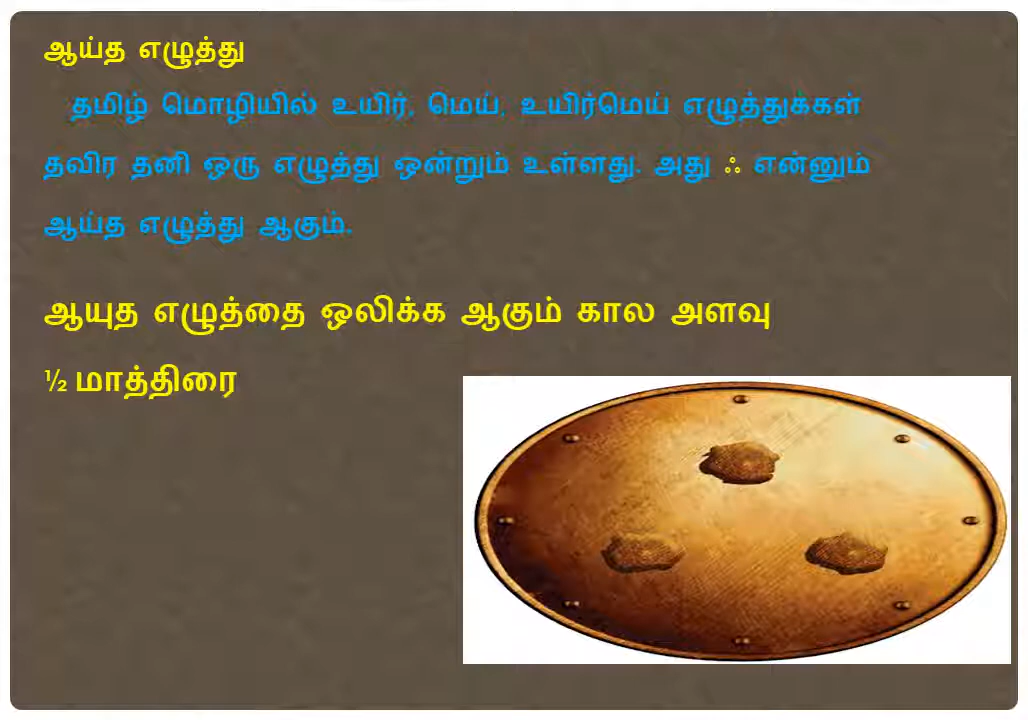 ஆய்த எழுத்து
தமிழ் மொழியில் உயிர், மெய், உயிர்மெய் எழுத்துக்கள்
தவிர தனி ஒரு எழுத்து ஒன்றும் உள்ளது. அது ஃ என்னும்
ஆய்த எழுத்து ஆகும்.
ஆயுத எழுத்தை ஒலிக்க ஆகும் கால அளவு
½ மாத்திரை